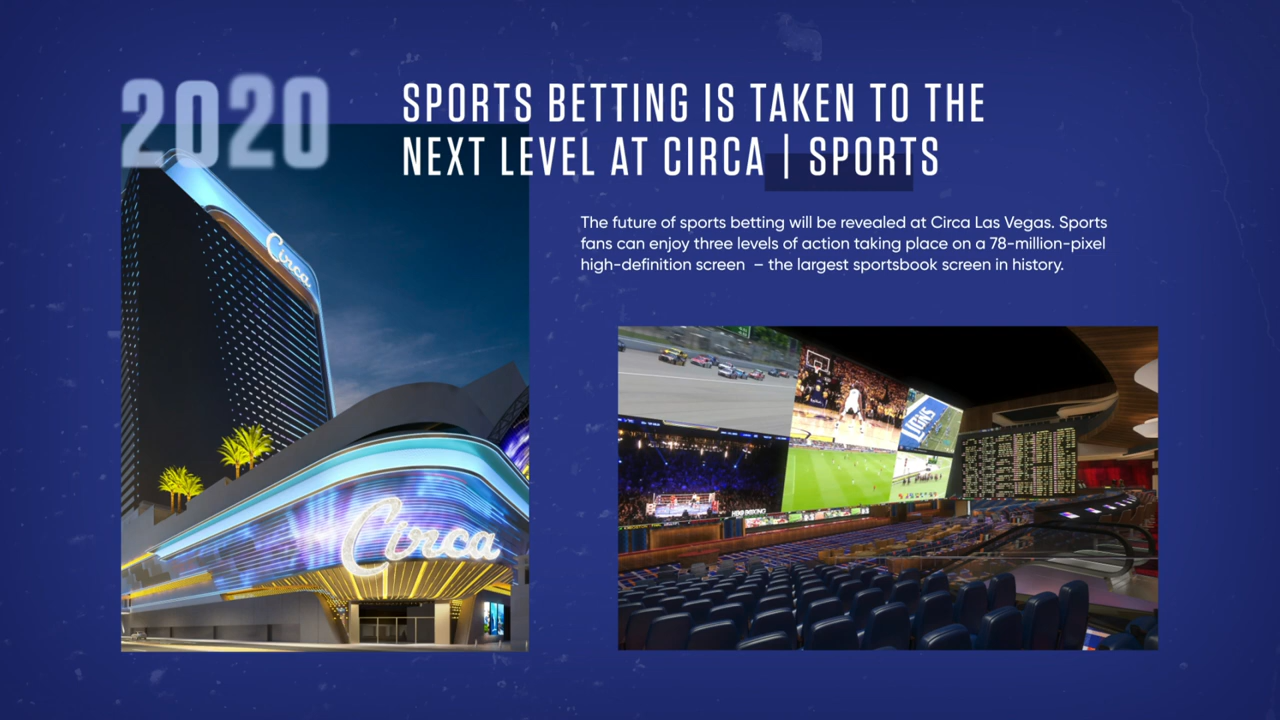 2020
SPORTS BETTING IS TAKEN TO THE
NEXT LEVEL AT CIRCA | SPORTS
The future of sports betting will be revealed at Circa Las Vegas. Sports
fans can enjoy three levels of action taking place on a 78-million-pixel
high-definition screen – the largest sportsbook screen in history.
Circa
Circa
LIONS